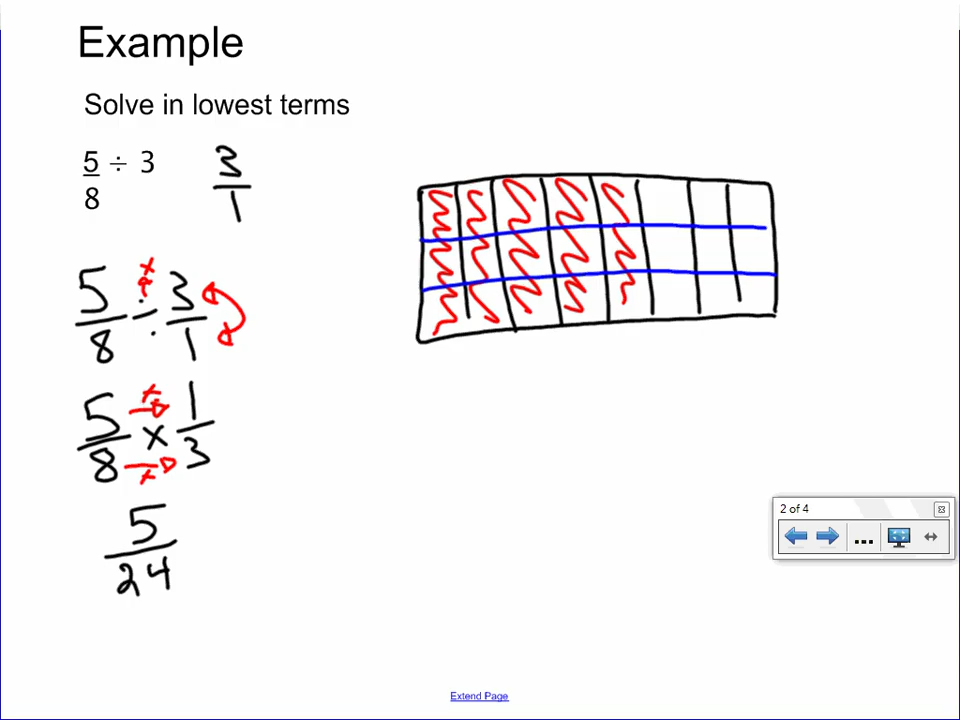 Example
Solve in lowest terms
5 ÷ 3
8
3
1
5 ÷ 3
8 1
5 x 1
8 3
5
24
2 of 4
...
Extend Page